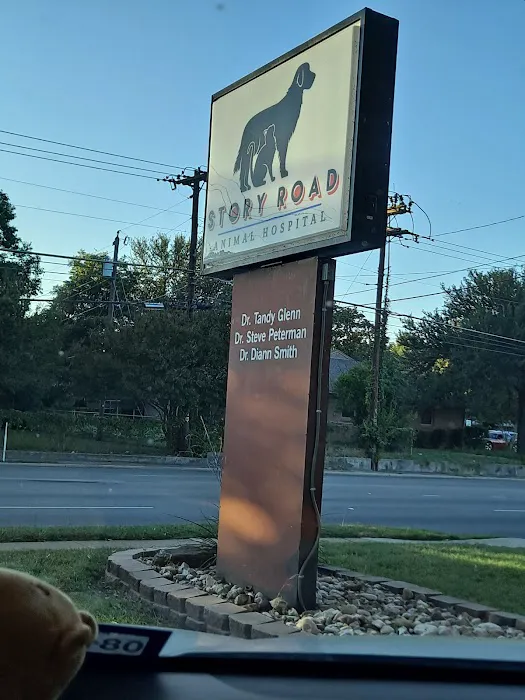 STORY ROAD
ANIMAL HOSPITAL
Dr. Tandy Glenn
Dr. Steve Peterman
Dr. Diann Smith
-80